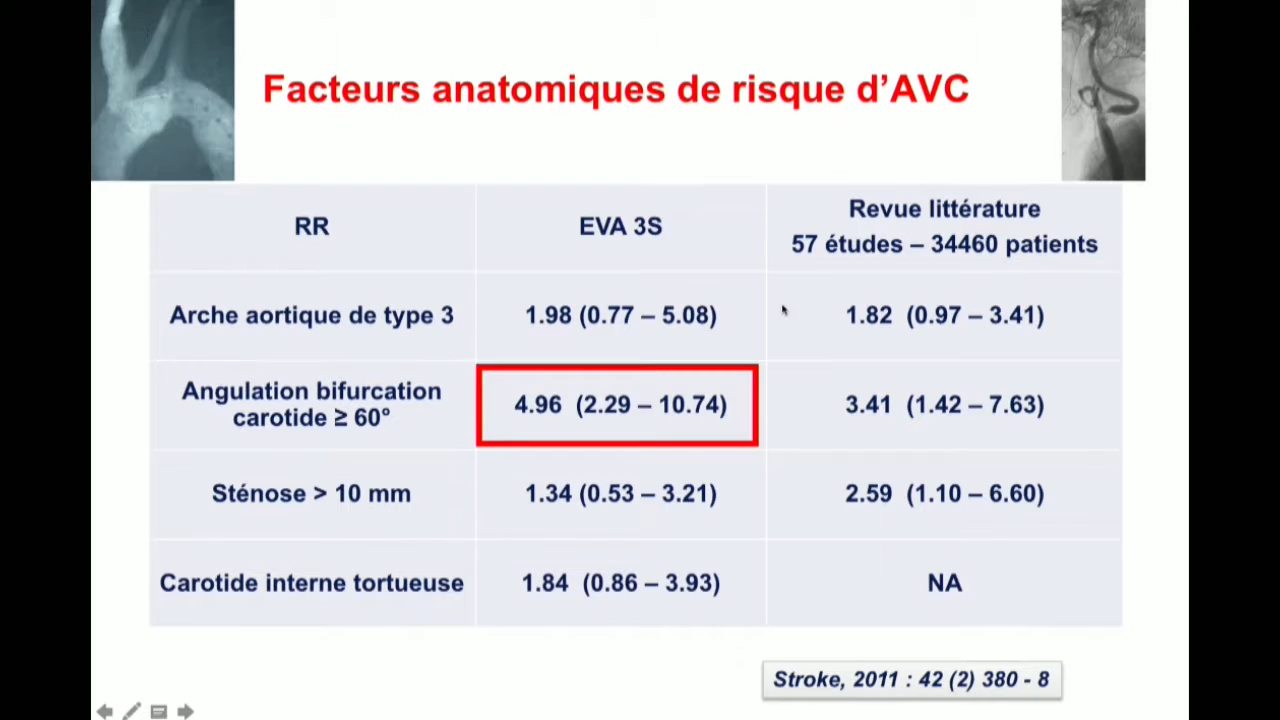 Facteurs anatomiques de risque d’AVC
RR
EVA 3S
Revue littérature
57 études – 34460 patients
Arche aortique de type 3
1.98 (0.77 – 5.08)
1.82 (0.97 – 3.41)
Angulation bifurcation
carotide ≥ 60°
4.96 (2.29 – 10.74)
3.41 (1.42 – 7.63)
Sténose > 10 mm
1.34 (0.53 – 3.21)
2.59 (1.10 – 6.60)
Carotide interne tortueuse
1.84 (0.86 – 3.93)
NA
Stroke, 2011 : 42 (2) 380 - 8